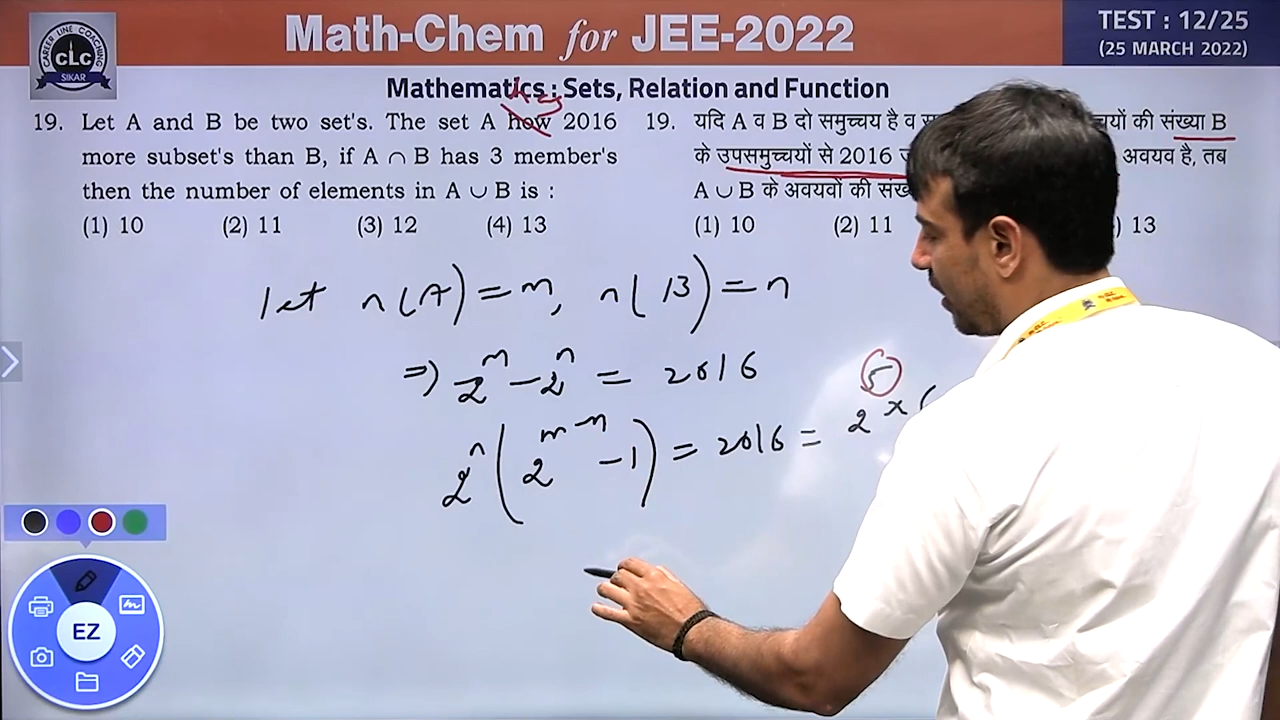 CAREER LINE COACHING
CLC
SIKAR
Math-Chem for JEE-2022
TEST : 12/25
(25 MARCH 2022)
Mathematics : Sets, Relation and Function
19. Let A and B be two set's. The set A how 2016
has
more subset's than B, if A ∩ B has 3 member's
then the number of elements in A ∪ B is :
(1) 10 (2) 11 (3) 12 (4) 13
19. यदि A व B दो समुच्चय है व यों की संख्या B
के उपसमुच्चयों से 2016 अवयव है, तब
A ∪ B के अवयवों की
(1) 10 (2) 11 ) 13
let n(A) = m, n(B) = n
⇒) 2^m - 2^n = 2016
2^n (2^(m-n) - 1) = 2016 = 2^5 × (
EZ